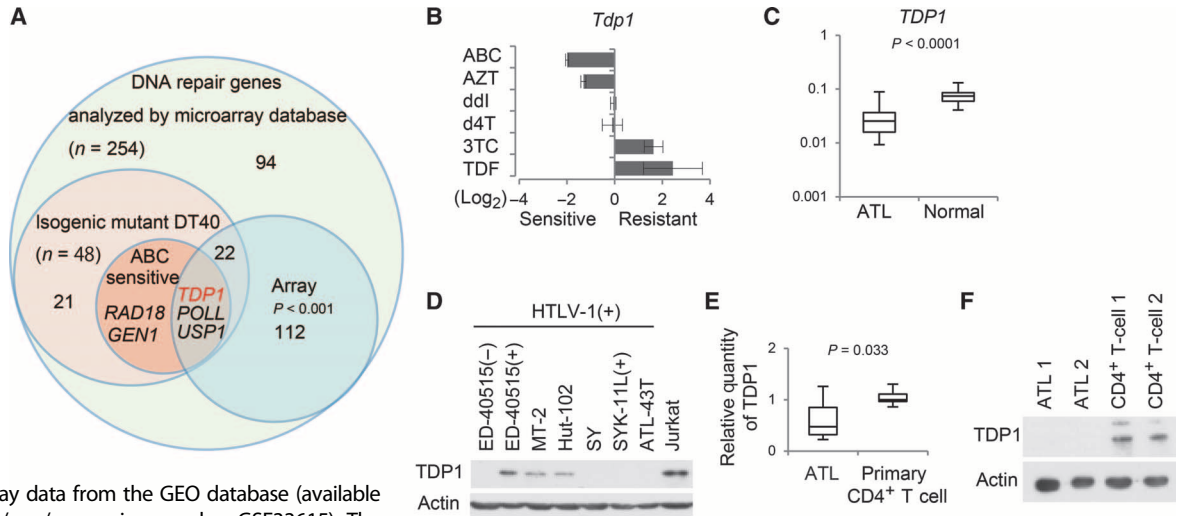 A
DNA repair genes
analyzed by microarray database
(n = 254)
94
Isogenic mutant DT40
(n = 48)
ABC
sensitive
22
21
RAD18
GEN1
TDP1
POLL
USP1
Array
P < 0.001
112
ay data from the GEO database (available
B
Tdp1
ABC
AZT
ddI
d4T
3TC
TDF
(Log2) −4 −2 0 2 4
Sensitive Resistant
C
TDP1
P < 0.0001
1
0.1
0.01
0.001
ATL Normal
D
HTLV-1(+)
ED-40515(−)
ED-40515(+)
MT-2
Hut-102
SY
SYK-11L(+)
ATL-43T
Jurkat
TDP1
Actin
E
Relative quantity
of TDP1
P = 0.033
2
1
0
ATL Primary
CD4+ T cell
F
ATL 1
ATL 2
CD4+ T-cell 1
CD4+ T-cell 2
TDP1
Actin